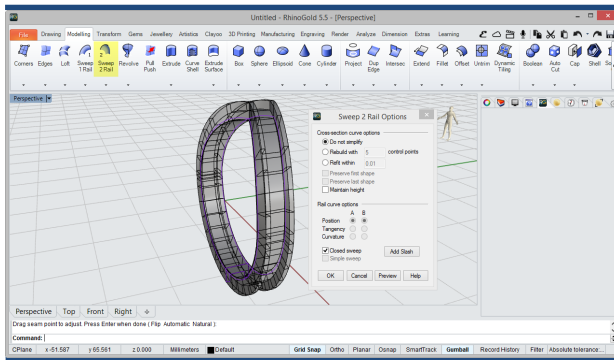 Untitled - RhinoGold 5.5 - [Perspective]
File Drawing Modelling Transform Gems Jewellery Artistics Clayoo 3D Printing Manufacturing Engraving Render Analyze Dimension Extras Learning
Corners Edges Loft Sweep 1 Rail Sweep 2 Rail Revolve Pull Push Extrude Curve Shell Extrude Surface Box Sphere Ellipsoid Cone Cylinder Project Dup Edge Intersec Extend Fillet Offset Untrim Dynamic Tiling Boolean Auto Cut Cap Shell
Perspective
Sweep 2 Rail Options
Cross-section curve options
Do not simplify
Rebuild with 5 control points
Refit within 0.01
Preserve first shape
Preserve last shape
Maintain height
Rail curve options
A B
Position
Tangency
Curvature
Closed sweep Add Slash
Simple sweep
OK Cancel Preview Help
Perspective Top Front Right
Drag seam point to adjust. Press Enter when done ( Flip Automatic Natural ):
Command:
CPlane x -51.587 y 65.561 z 0.000 Millimeters Default Grid Snap Ortho Planar Osnap SmartTrack Gumball Record History Filter Absolute tolerance:...